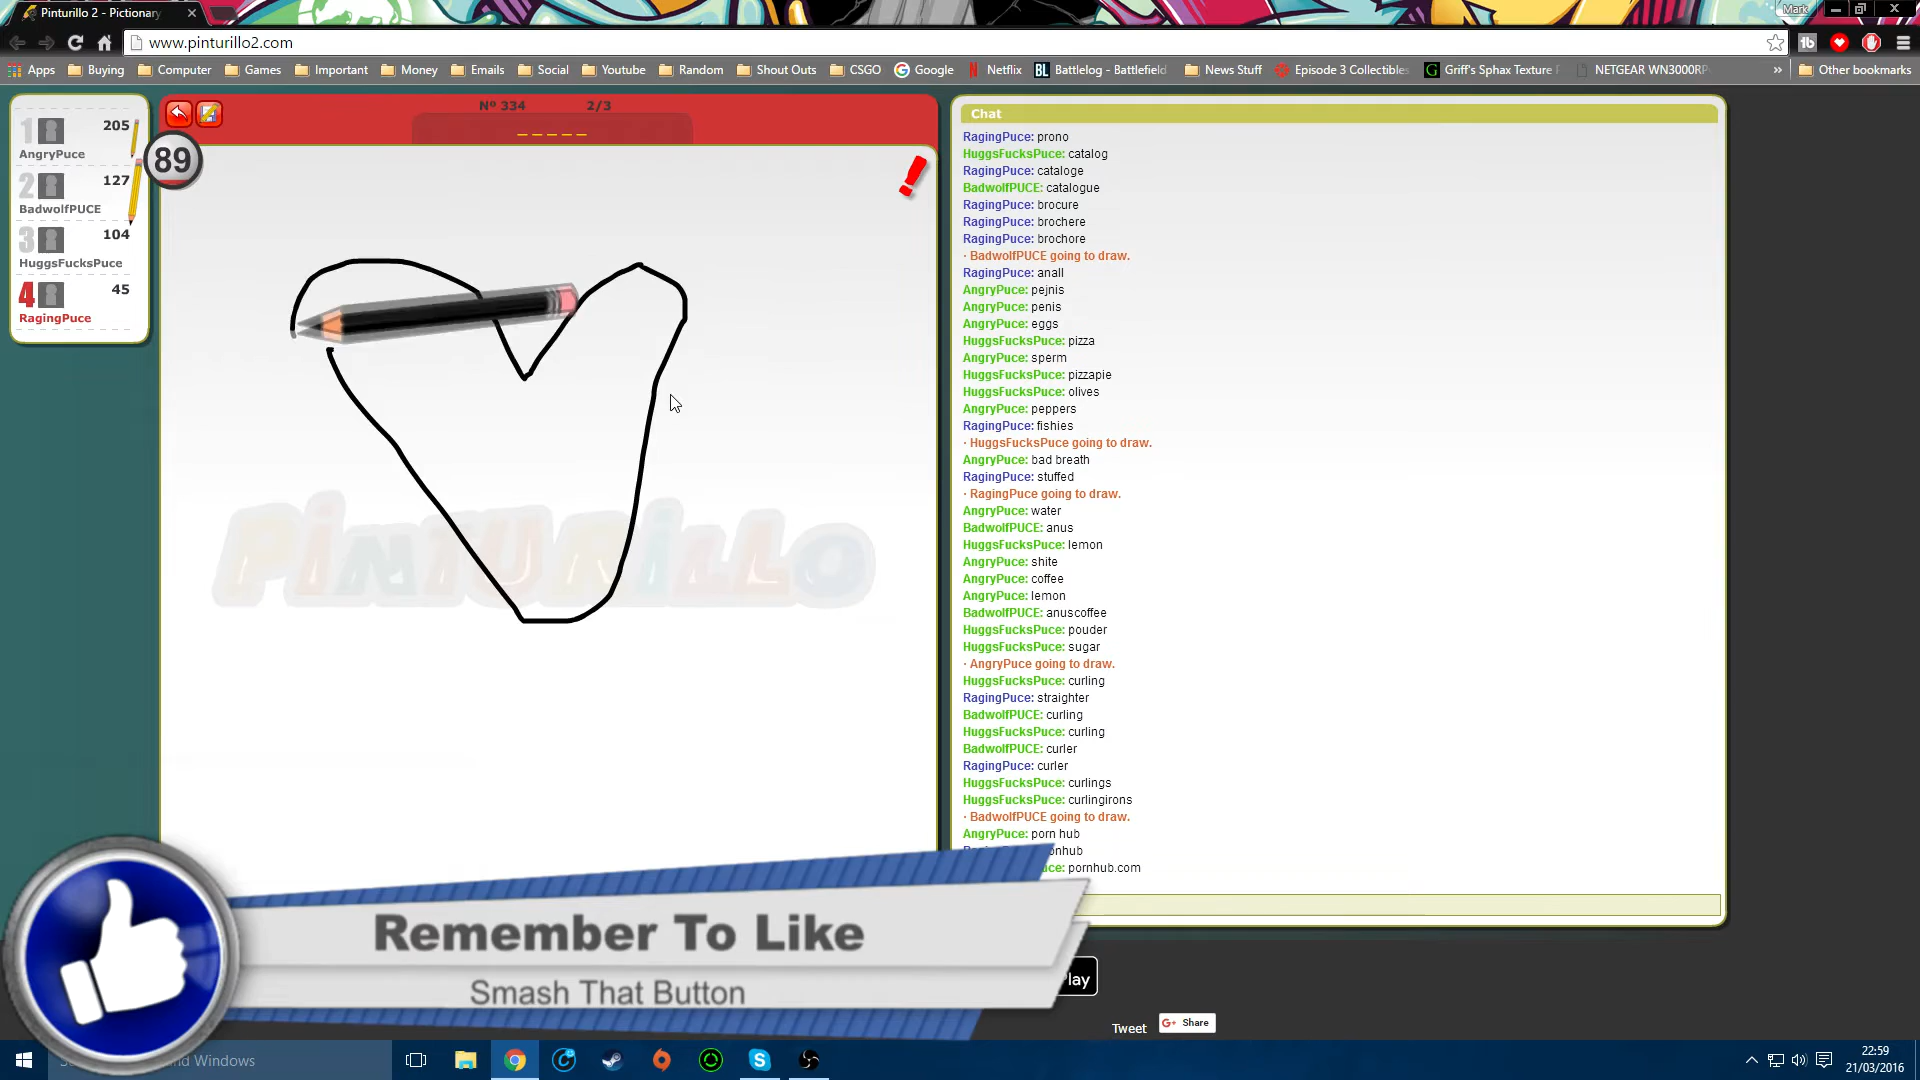 Pinturillo 2 - Pictionary
Mark
www.pinturillo2.com
Apps Buying Computer Games Important Money Emails Social Youtube Random Shout Outs CSGO Google Netflix Battlelog - Battlefield News Stuff Episode 3 Collectibles Griff's Sphax Texture NETGEAR WN3000RP » Other bookmarks
Nº 334 2/3
_ _ _ _ _
89
1 205
AngryPuce
2 127
BadwolfPUCE
3 104
HuggsFucksPuce
4 45
RagingPuce
PinTURillO
Chat
RagingPuce: prono
HuggsFucksPuce: catalog
RagingPuce: cataloge
BadwolfPUCE: catalogue
RagingPuce: brocure
RagingPuce: brochere
RagingPuce: brochore
· BadwolfPUCE going to draw.
RagingPuce: anall
AngryPuce: pejnis
AngryPuce: penis
AngryPuce: eggs
HuggsFucksPuce: pizza
AngryPuce: sperm
HuggsFucksPuce: pizzapie
HuggsFucksPuce: olives
AngryPuce: peppers
RagingPuce: fishies
· HuggsFucksPuce going to draw.
AngryPuce: bad breath
RagingPuce: stuffed
· RagingPuce going to draw.
AngryPuce: water
BadwolfPUCE: anus
HuggsFucksPuce: lemon
AngryPuce: shite
AngryPuce: coffee
AngryPuce: lemon
BadwolfPUCE: anuscoffee
HuggsFucksPuce: pouder
HuggsFucksPuce: sugar
· AngryPuce going to draw.
HuggsFucksPuce: curling
RagingPuce: straighter
BadwolfPUCE: curling
HuggsFucksPuce: curling
BadwolfPUCE: curler
RagingPuce: curler
HuggsFucksPuce: curlings
HuggsFucksPuce: curlingirons
· BadwolfPUCE going to draw.
AngryPuce: porn hub
onhub
uce: pornhub.com
Remember To Like
Smash That Button
Play
Tweet
G+ Share
nd Windows
22:59
21/03/2016